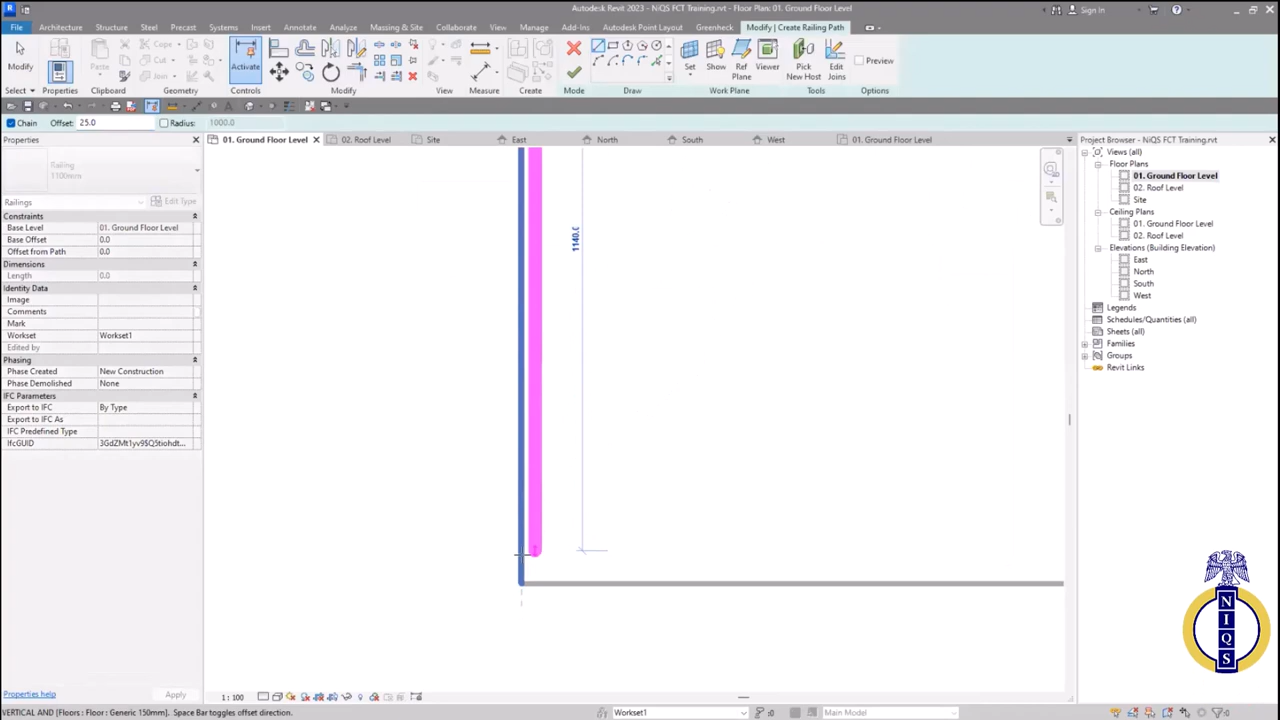 Autodesk Revit 2023 - NiQS FCT Training.rvt - Floor Plan: 01. Ground Floor Level
Sign In
File Architecture Structure Steel Precast Systems Insert Annotate Analyze Massing & Site Collaborate View Manage Add-Ins Autodesk Point Layout Greenheck Modify | Create Railing Path
Cope
Cut
Join
Modify Paste Activate Set Show Ref Plane Viewer Pick New Host Edit Joins Preview
Select Properties Clipboard Geometry Controls Modify View Measure Create Mode Draw Work Plane Tools Options
Chain Offset: 25.0 Radius: 1000.0
Properties
01. Ground Floor Level 02. Roof Level Site East North South West 01. Ground Floor Level
Project Browser - NiQS FCT Training.rvt
Railing
1100mm
Railings Edit Type
Constraints
Base Level 01. Ground Floor Level
Base Offset 0.0
Offset from Path 0.0
Dimensions
Length 0.0
Identity Data
Image
Comments
Mark
Workset Workset1
Edited by
Phasing
Phase Created New Construction
Phase Demolished None
IFC Parameters
Export to IFC By Type
Export to IFC As
IFC Predefined Type
IfcGUID 3GdZMt1yv9$Q5tiohdt...
1140.0
Views (all)
Floor Plans
01. Ground Floor Level
02. Roof Level
Site
Ceiling Plans
01. Ground Floor Level
02. Roof Level
Elevations (Building Elevation)
East
North
South
West
Legends
Schedules/Quantities (all)
Sheets (all)
Families
Groups
Revit Links
N
I
Q
S
Properties help Apply
1 : 100
VERTICAL AND [Floors : Floor : Generic 150mm]. Space Bar toggles offset direction.
Workset1 :0 Main Model :0